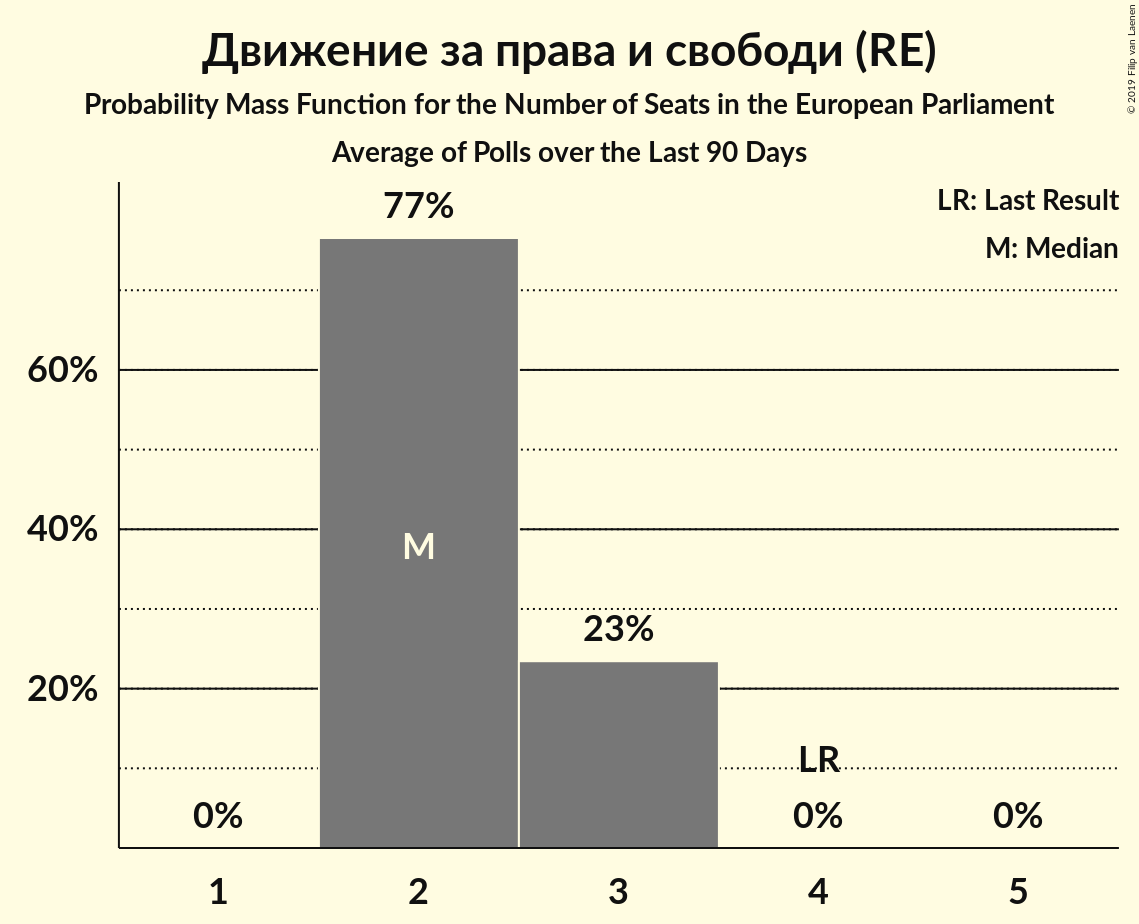 Движение за права и свободи (RE)
Probability Mass Function for the Number of Seats in the European Parliament
Average of Polls over the Last 90 Days
© 2019 Filip van Laenen
LR: Last Result
M: Median
77%
60%
40%
M
23%
20%
LR
0%
0%
0%
1
2
3
4
5